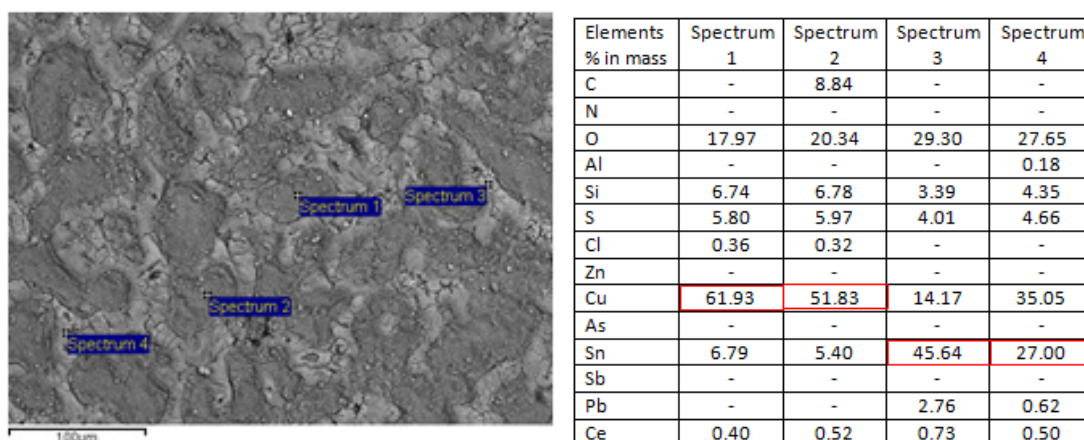 Spectrum 1
Spectrum 3
Spectrum 2
Spectrum 4
100um
Elements % in mass Spectrum 1 Spectrum 2 Spectrum 3 Spectrum 4
C - 8.84 - -
N - - - -
O 17.97 20.34 29.30 27.65
Al - - - 0.18
Si 6.74 6.78 3.39 4.35
S 5.80 5.97 4.01 4.66
Cl 0.36 0.32 - -
Zn - - - -
Cu 61.93 51.83 14.17 35.05
As - - - -
Sn 6.79 5.40 45.64 27.00
Sb - - - -
Pb - - 2.76 0.62
Ce 0.40 0.52 0.73 0.50